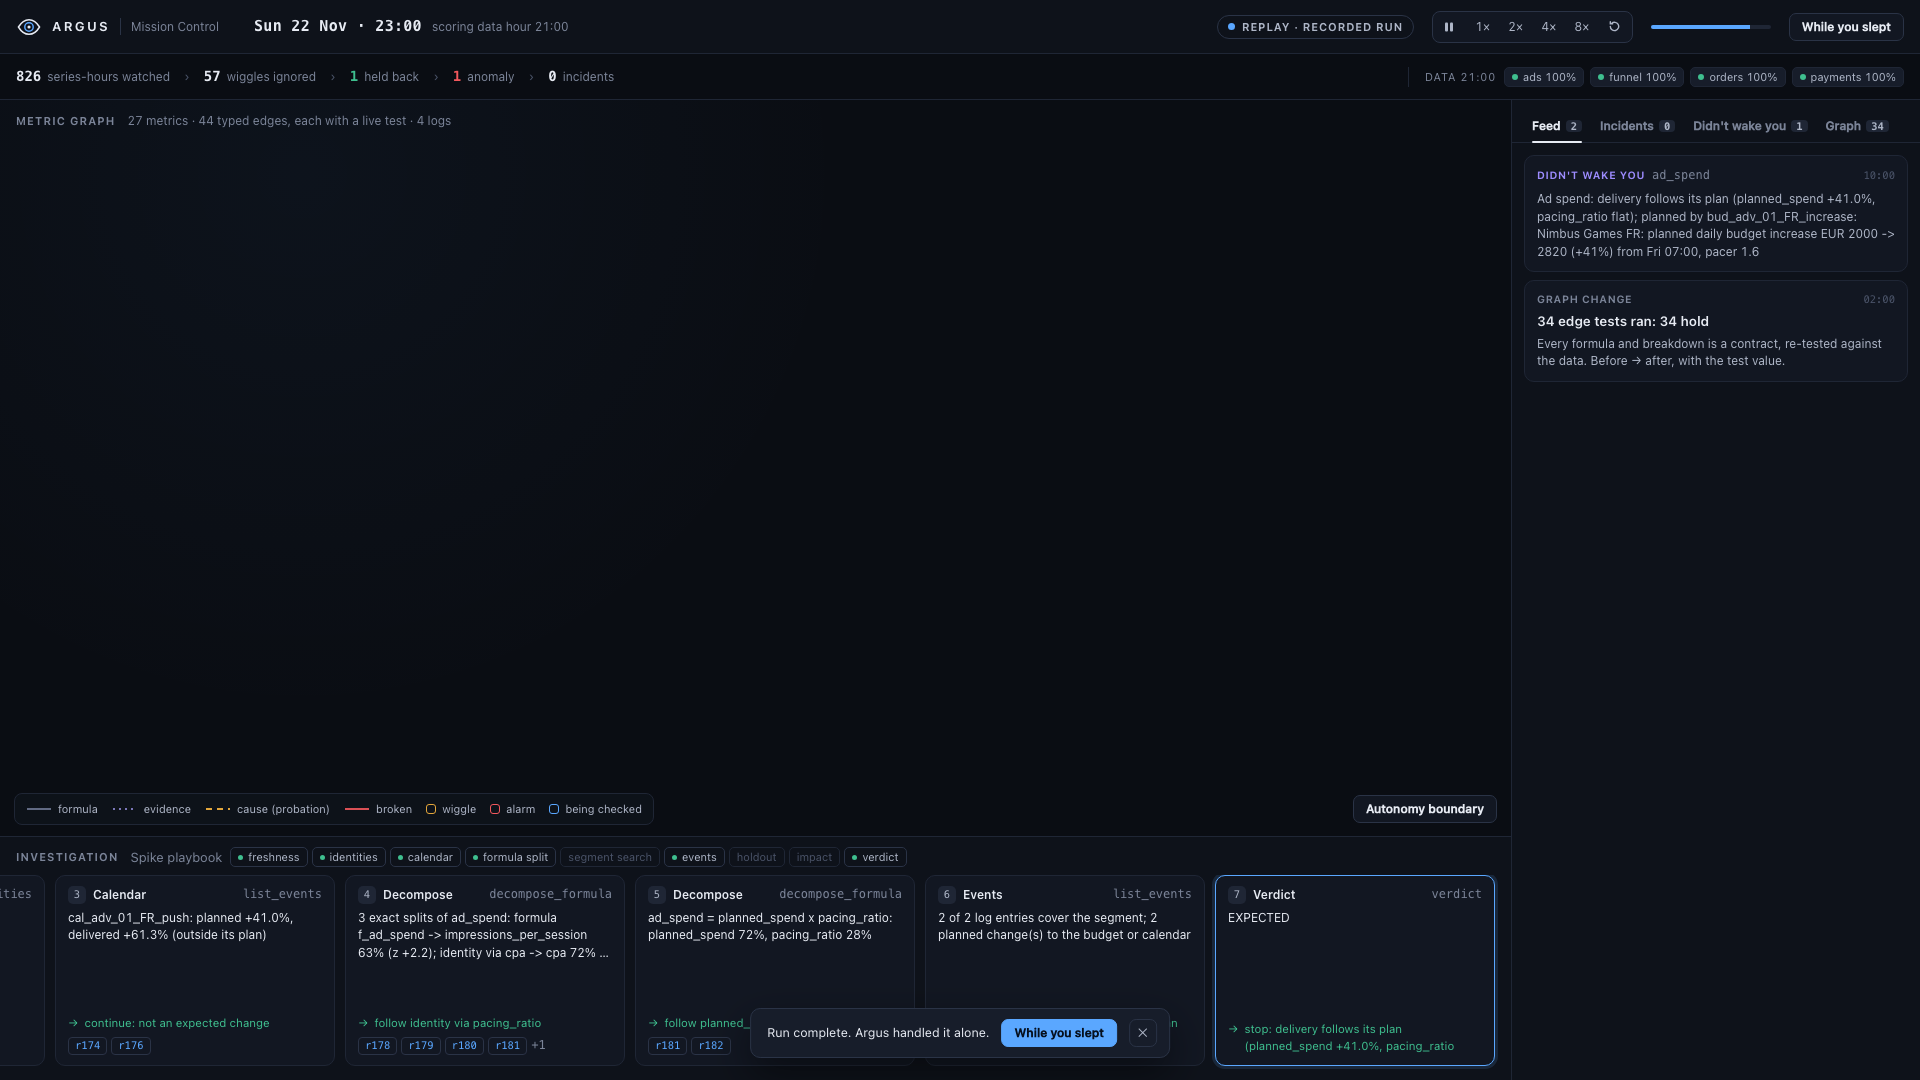 ARGUS Mission Control Sun 22 Nov · 23:00 scoring data hour 21:00 REPLAY · RECORDED RUN 1× 2× 4× 8× While you slept
826 series-hours watched › 57 wiggles ignored › 1 held back › 1 anomaly › 0 incidents DATA 21:00 ads 100% funnel 100% orders 100% payments 100%
METRIC GRAPH 27 metrics · 44 typed edges, each with a live test · 4 logs
Feed 2 Incidents 0 Didn't wake you 1 Graph 34
DIDN'T WAKE YOU ad_spend 10:00
Ad spend: delivery follows its plan (planned_spend +41.0%,
pacing_ratio flat); planned by bud_adv_01_FR_increase:
Nimbus Games FR: planned daily budget increase EUR 2000 ->
2820 (+41%) from Fri 07:00, pacer 1.6
GRAPH CHANGE 02:00
34 edge tests ran: 34 hold
Every formula and breakdown is a contract, re-tested against
the data. Before → after, with the test value.
formula evidence cause (probation) broken wiggle alarm being checked
Autonomy boundary
INVESTIGATION Spike playbook freshness identities calendar formula split segment search events holdout impact verdict
ities
3 Calendar list_events
cal_adv_01_FR_push: planned +41.0%,
delivered +61.3% (outside its plan)
→ continue: not an expected change
r174 r176
4 Decompose decompose_formula
3 exact splits of ad_spend: formula
f_ad_spend -> impressions_per_session
63% (z +2.2); identity via cpa -> cpa 72% …
→ follow identity via pacing_ratio
r178 r179 r180 r181 +1
5 Decompose decompose_formula
ad_spend = planned_spend x pacing_ratio:
planned_spend 72%, pacing_ratio 28%
→ follow planned_
r181 r182
6 Events list_events
2 of 2 log entries cover the segment; 2
planned change(s) to the budget or calendar
n
7 Verdict verdict
EXPECTED
→ stop: delivery follows its plan
(planned_spend +41.0%, pacing_ratio
Run complete. Argus handled it alone. While you slept ×